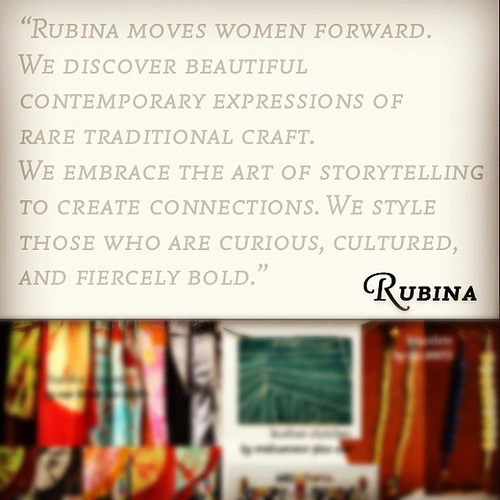 “Rubina moves women forward.
We discover beautiful
contemporary expressions of
rare traditional craft.
We embrace the art of storytelling
to create connections. We style
those who are curious, cultured,
and fiercely bold.”
Rubina